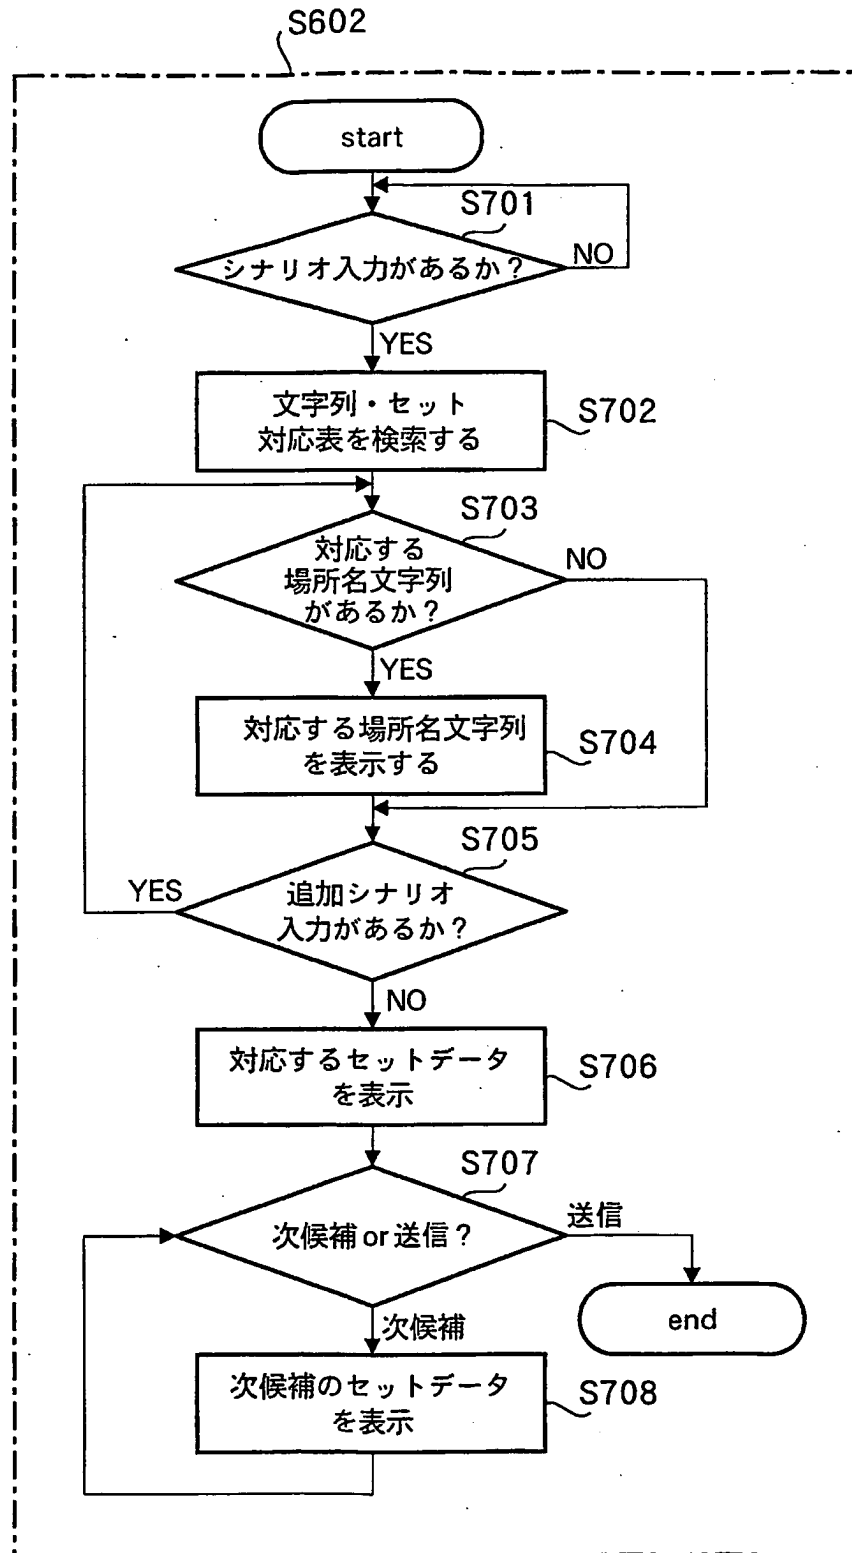 S602
start
S701
シナリオ入力があるか？
NO
YES
文字列・セット
対応表を検索する
S702
S703
対応する
場所名文字列
があるか？
NO
YES
対応する場所名文字列
を表示する
S704
S705
追加シナリオ
入力があるか？
YES
NO
対応するセットデータ
を表示
S706
S707
次候補or送信？
送信
end
次候補
次候補のセットデータ
を表示
S708